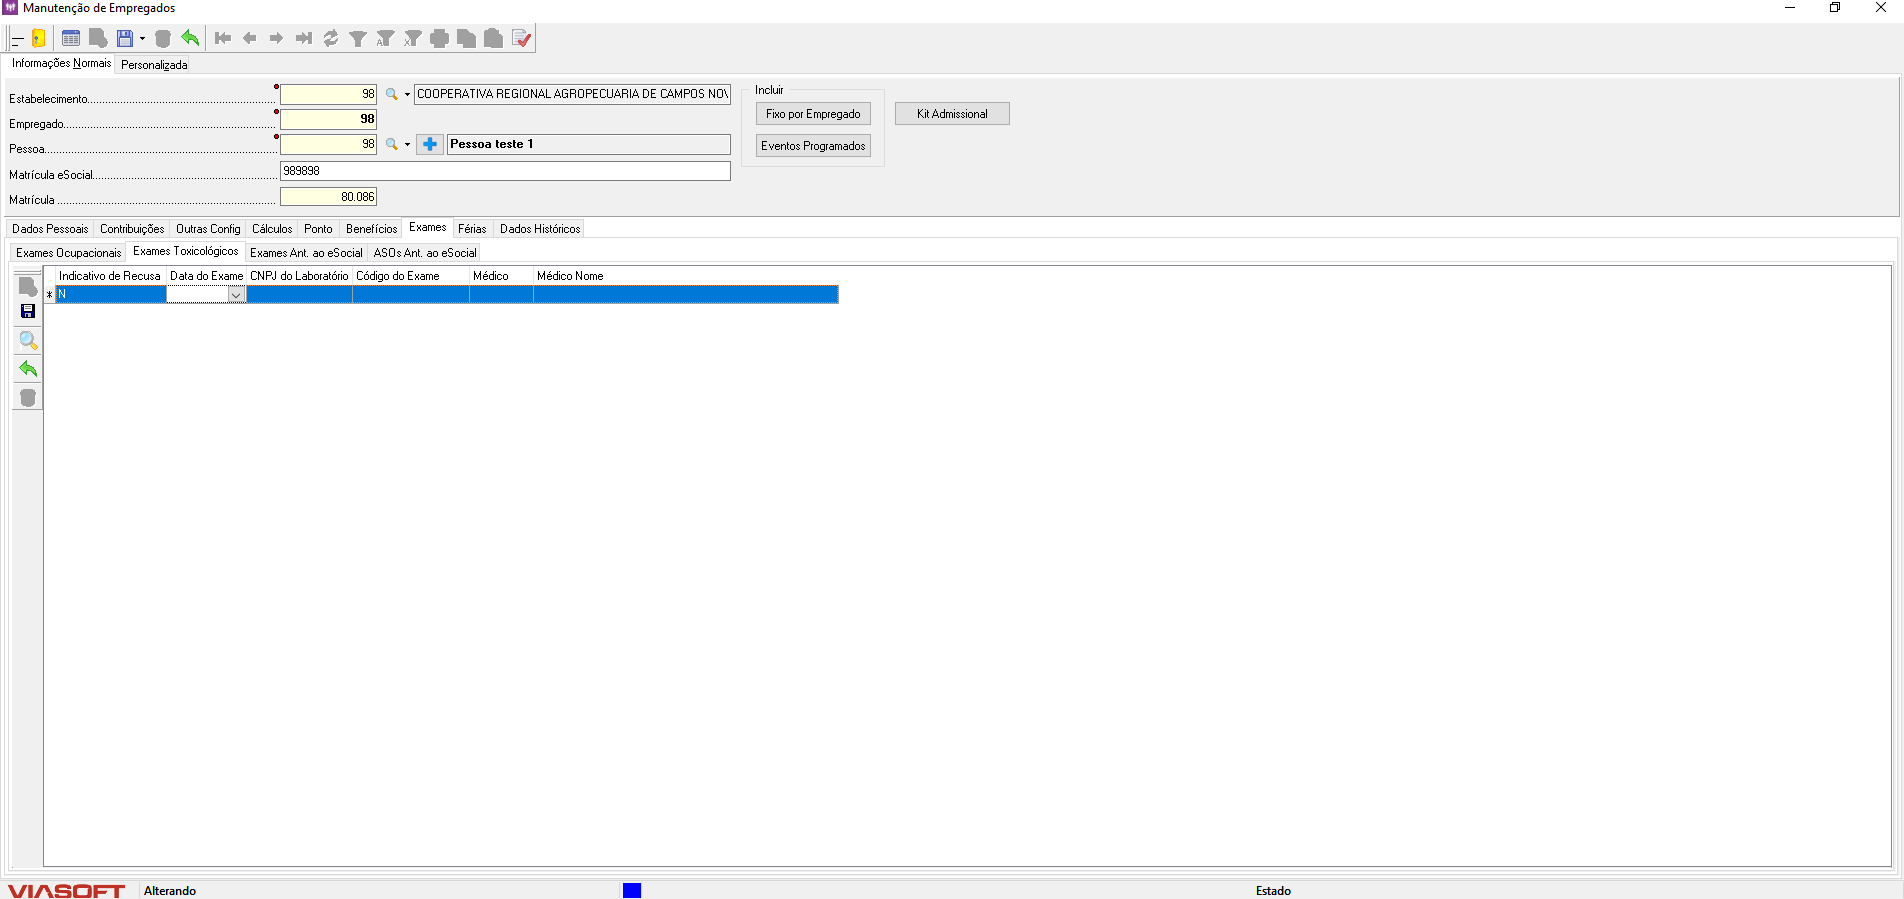 Manutenção de Empregados
Informações Normais Personalizada
Estabelecimento 98 COOPERATIVA REGIONAL AGROPECUARIA DE CAMPOS NOV
Empregado 98
Pessoa 98 Pessoa teste 1
Matrícula eSocial 989898
Matrícula 80.086
Incluir
Fixo por Empregado Kit Admissional
Eventos Programados
Dados Pessoais Contribuições Outras Config Cálculos Ponto Benefícios Exames Férias Dados Históricos
Exames Ocupacionais Exames Toxicológicos Exames Ant. ao eSocial ASOs Ant. ao eSocial
Indicativo de Recusa Data do Exame CNPJ do Laboratório Código do Exame Médico Médico Nome
* N
VIASOFT Alterando Estado